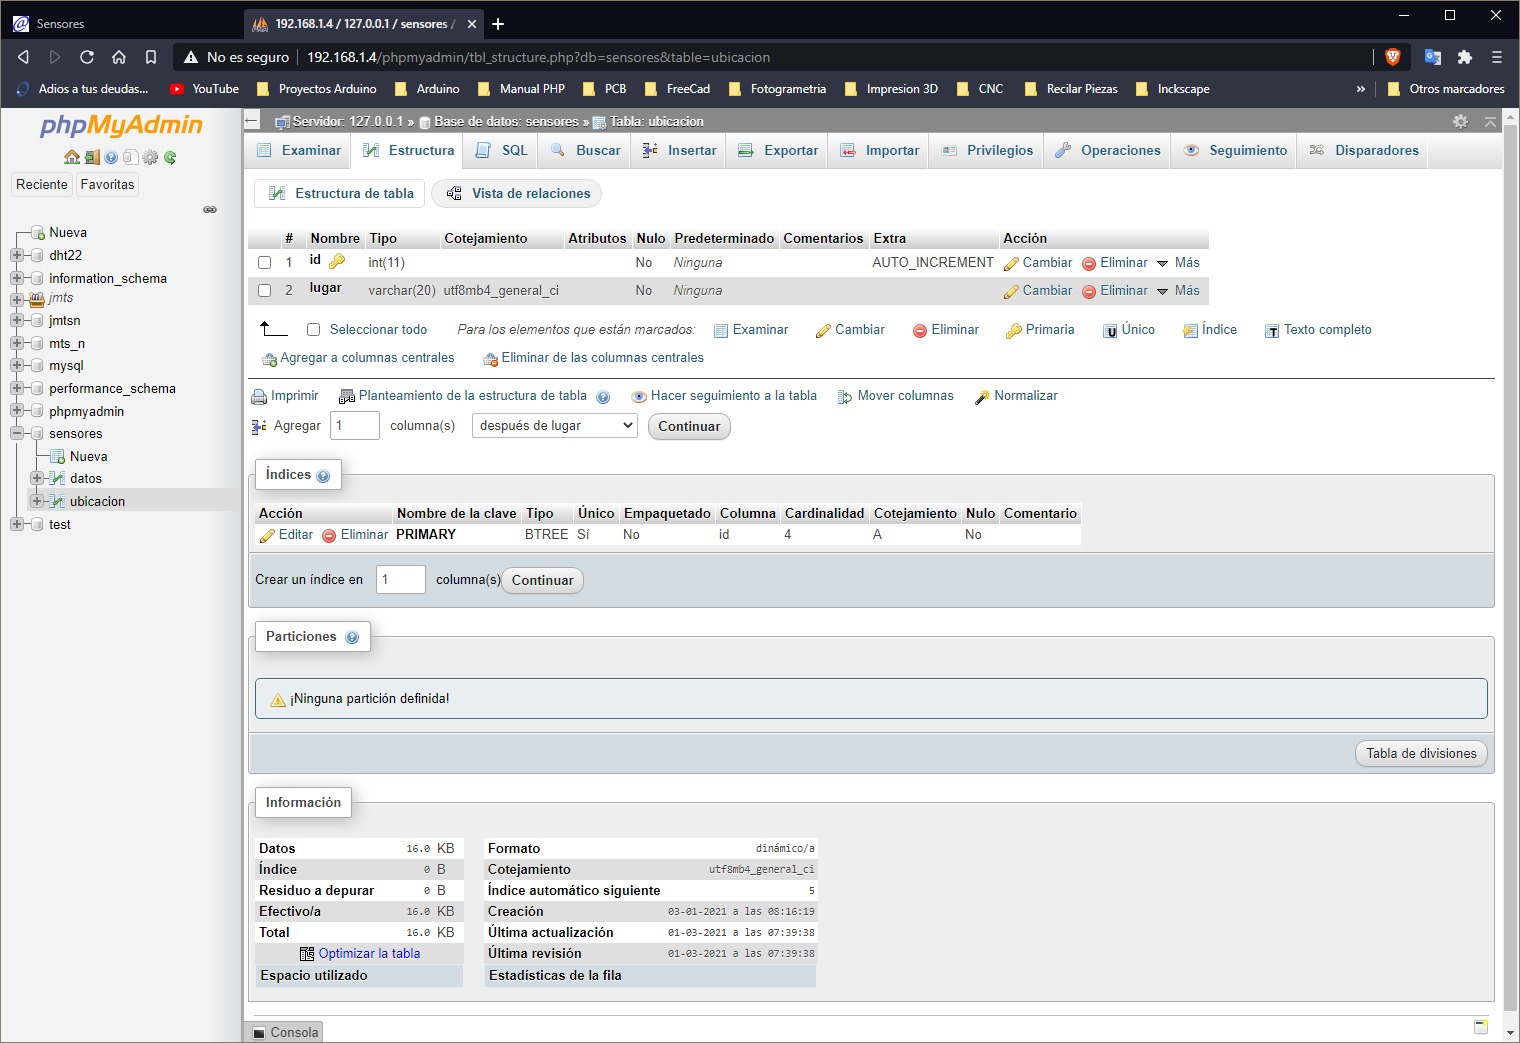 Sensores
192.168.1.4 / 127.0.0.1 / sensores /
No es seguro
192.168.1.4/phpmyadmin/tbl_structure.php?db=sensores&table=ubicacion
Adios a tus deudas...
YouTube
Proyectos Arduino
Arduino
Manual PHP
PCB
FreeCad
Fotogrametria
Impresion 3D
CNC
Recilar Piezas
Inckscape
»
Otros marcadores
phpMyAdmin
Reciente
Favoritas
Nueva
dht22
information_schema
jmts
jmtsn
mts_n
mysql
performance_schema
phpmyadmin
sensores
Nueva
datos
ubicacion
test
Servidor: 127.0.0.1 » Base de datos: sensores » Tabla: ubicacion
Examinar
Estructura
SQL
Buscar
Insertar
Exportar
Importar
Privilegios
Operaciones
Seguimiento
Disparadores
Estructura de tabla
Vista de relaciones
# Nombre Tipo Cotejamiento Atributos Nulo Predeterminado Comentarios Extra Acción
1 id int(11) No Ninguna AUTO_INCREMENT Cambiar Eliminar Más
2 lugar varchar(20) utf8mb4_general_ci No Ninguna Cambiar Eliminar Más
Seleccionar todo Para los elementos que están marcados: Examinar Cambiar Eliminar Primaria Único Índice Texto completo
Agregar a columnas centrales Eliminar de las columnas centrales
Imprimir Planteamiento de la estructura de tabla Hacer seguimiento a la tabla Mover columnas Normalizar
Agregar 1 columna(s) después de lugar Continuar
Índices
Acción Nombre de la clave Tipo Único Empaquetado Columna Cardinalidad Cotejamiento Nulo Comentario
Editar Eliminar PRIMARY BTREE Sí No id 4 A No
Crear un índice en 1 columna(s) Continuar
Particiones
¡Ninguna partición definida!
Tabla de divisiones
Información
Datos 16.0 KB
Índice 0 B
Residuo a depurar 0 B
Efectivo/a 16.0 KB
Total 16.0 KB
Optimizar la tabla
Espacio utilizado
Formato dinámico/a
Cotejamiento utf8mb4_general_ci
Índice automático siguiente 5
Creación 03-01-2021 a las 08:16:19
Última actualización 01-03-2021 a las 07:39:38
Última revisión 01-03-2021 a las 07:39:38
Estadísticas de la fila
Consola